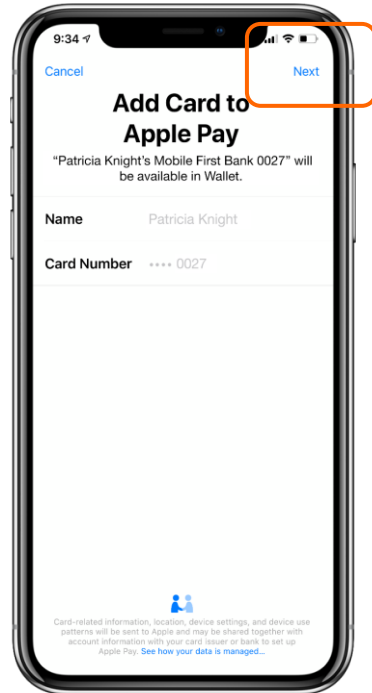 9:34
Cancel Next
Add Card to
Apple Pay
“Patricia Knight’s Mobile First Bank 0027” will
be available in Wallet.
Name Patricia Knight
Card Number •••• 0027
Card-related information, location, device settings, and device use
patterns will be sent to Apple and may be shared together with
account information with your card issuer or bank to set up
Apple Pay. See how your data is managed...